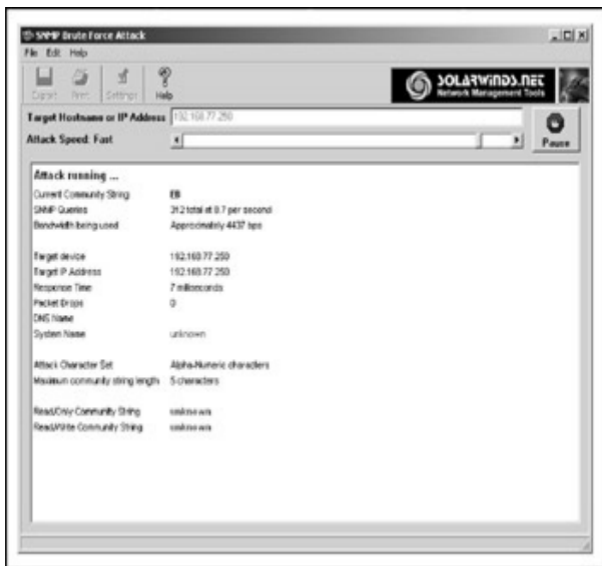 SNMP Brute Force Attack
File Edit Help
Export Print Settings Help
SOLARWINDS.NET
Network Management Tools
Target Hostname or IP Address 192.168.77.250
Attack Speed: Fast
Pause
Attack running ...
Current Community String EB
SNMP Queries 312 total at 8.7 per second
Bandwidth being used Approximately 4437 bps
Target device 192.168.77.250
Target IP Address 192.168.77.250
Response Time 7 milliseconds
Packet Drops 0
DNS Name
System Name unknown
Attack Character Set Alpha-Numeric characters
Maximum community string length 5 characters
Read/Only Community String unknown
Read/Write Community String unknown